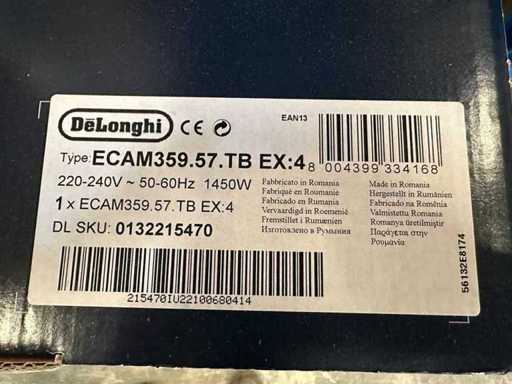 DeLonghi
CE
EAN13
Type: ECAM359.57.TB EX:4
8 004399 334168
220-240V ~ 50-60Hz 1450W
1 x ECAM359.57.TB EX:4
DL SKU: 0132215470
Fabbricato in Romania
Fabriqué en Roumanie
Fabricado en Rumania
Vervaardigd in Roemenië
Fremstillet i Rumænien
Изготовлено в Румынии
Made in Romania
Hergestellt in Rumänien
Fabricado na Roménia
Valmistettu Romania
Romanya üretilmiştir
Παράγεται στην
Ρουμανία
56132E8174
215470IU22100680414